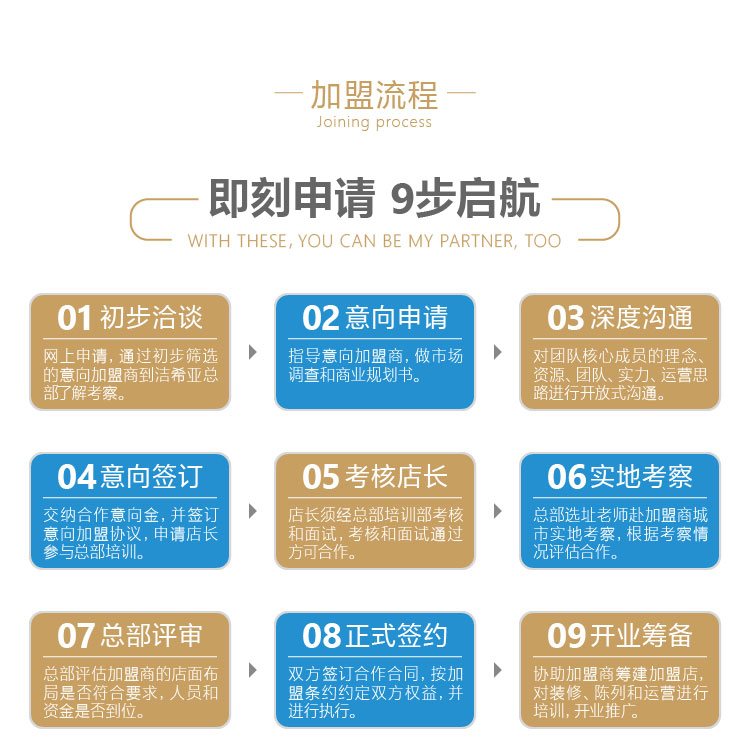 加盟流程
Joining process
即刻申请 9步启航
WITH THESE, YOU CAN BE MY PARTNER, TOO
01 初步洽谈
网上申请，通过初步筛选
的意向加盟商到洁希亚总
部了解考察。
02 意向申请
指导意向加盟商，做市场
调查和商业规划书。
03 深度沟通
对团队核心成员的理念、
资源、团队、实力、运营思
路进行开放式沟通。
04 意向签订
交纳合作意向金，并签订
意向加盟协议，申请店长
参与总部培训。
05 考核店长
店长须经总部培训部考核
和面试，考核和面试通过
方可合作。
06 实地考察
总部选址老师赴加盟商城
市实地考察，根据考察情
况评估合作。
07 总部评审
总部评估加盟商的店面布
局是否符合要求，人员和
资金是否到位。
08 正式签约
双方签订合作合同，按加
盟条约约定双方权益，并
进行执行。
09 开业筹备
协助加盟商筹建加盟店，
对装修、陈列和运营进行
培训，开业推广。